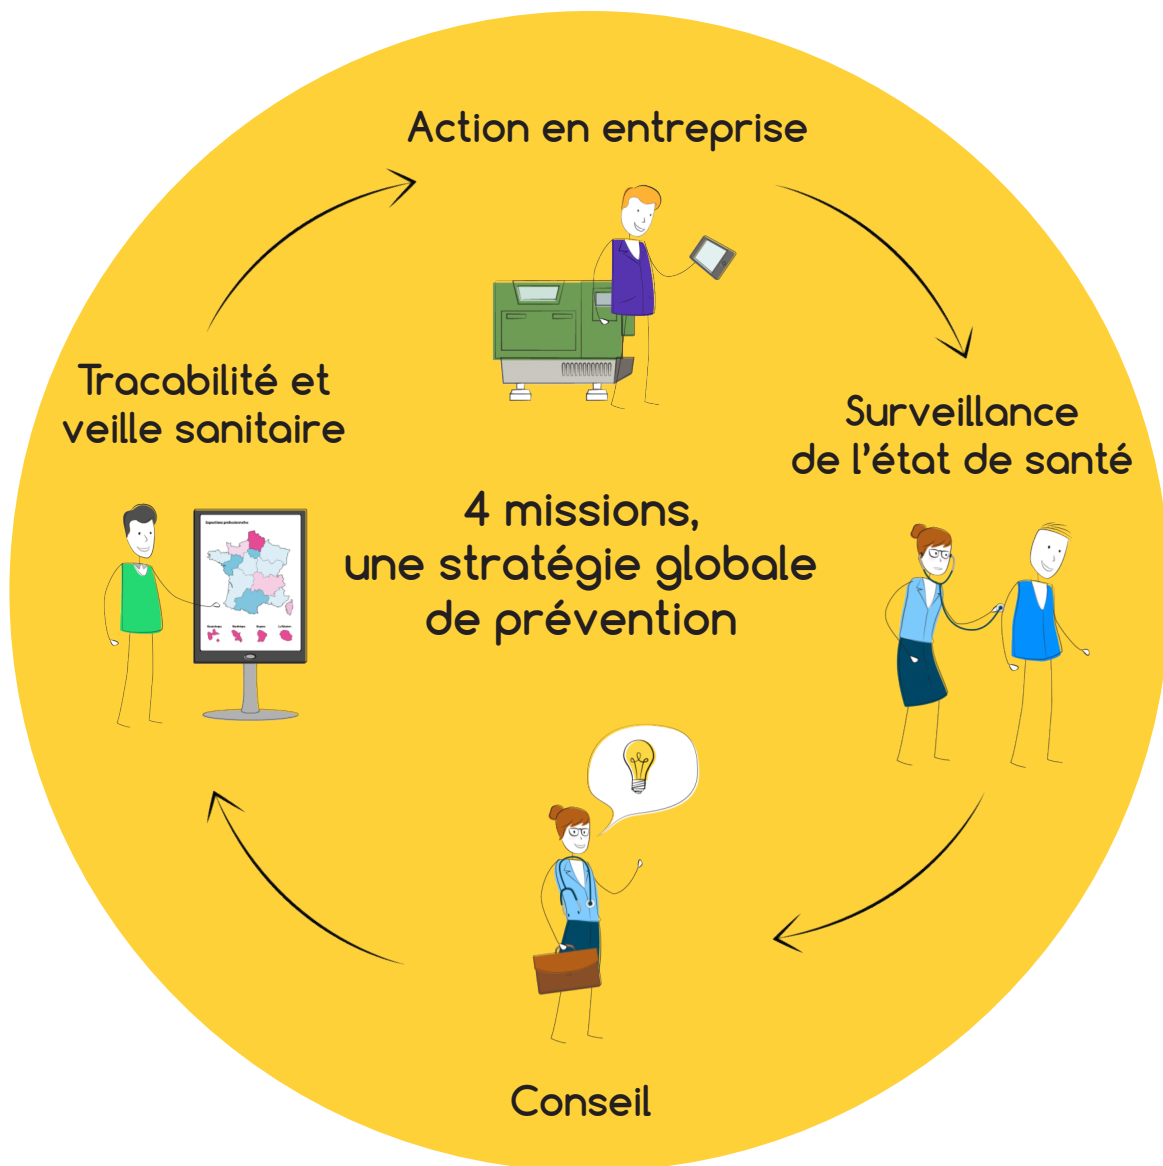 Action en entreprise
Tracabilité et
veille sanitaire
Surveillance
de l'état de santé
4 missions,
une stratégie globale
de prévention
Conseil